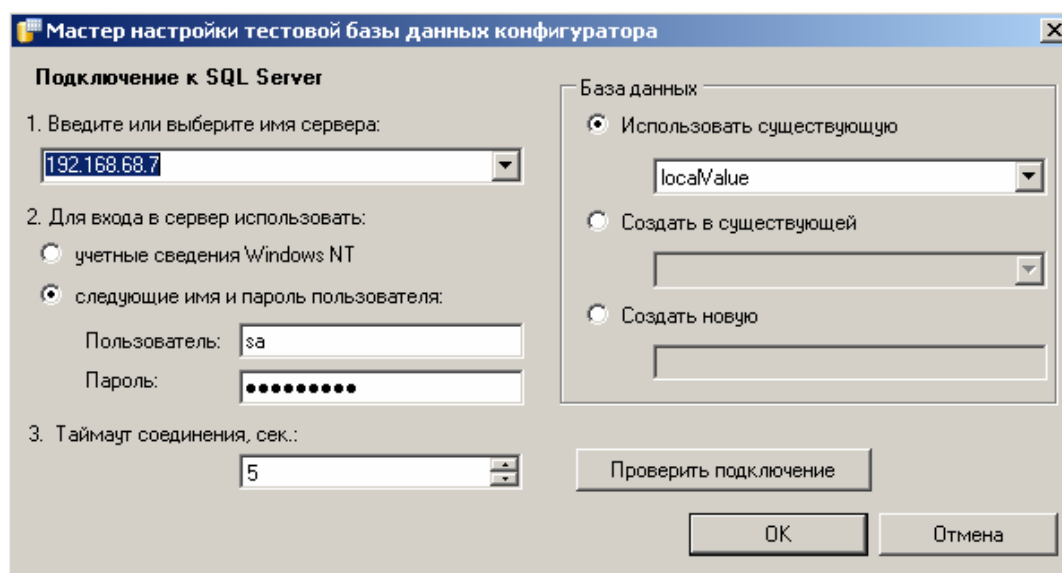 Мастер настройки тестовой базы данных конфигуратора
Подключение к SQL Server
1. Введите или выберите имя сервера:
192.168.68.7
2. Для входа в сервер использовать:
учетные сведения Windows NT
следующие имя и пароль пользователя:
Пользователь: sa
Пароль: •••••••••
3. Таймаут соединения, сек.:
5
База данных
Использовать существующую
localValue
Создать в существующей
Создать новую
Проверить подключение
OK Отмена